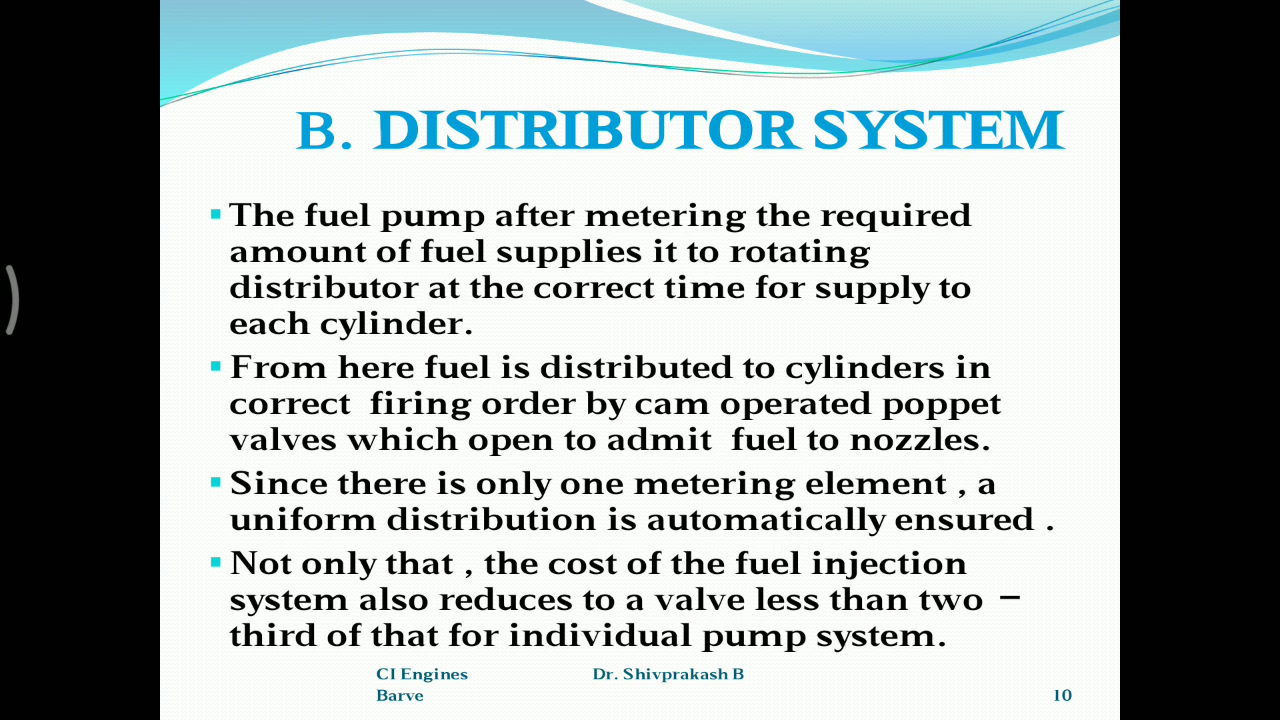 B. DISTRIBUTOR SYSTEM
▪ The fuel pump after metering the required
amount of fuel supplies it to rotating
distributor at the correct time for supply to
each cylinder.
▪ From here fuel is distributed to cylinders in
correct firing order by cam operated poppet
valves which open to admit fuel to nozzles.
▪ Since there is only one metering element , a
uniform distribution is automatically ensured .
▪ Not only that , the cost of the fuel injection
system also reduces to a valve less than two –
third of that for individual pump system.
CI Engines Dr. Shivprakash B
Barve 10